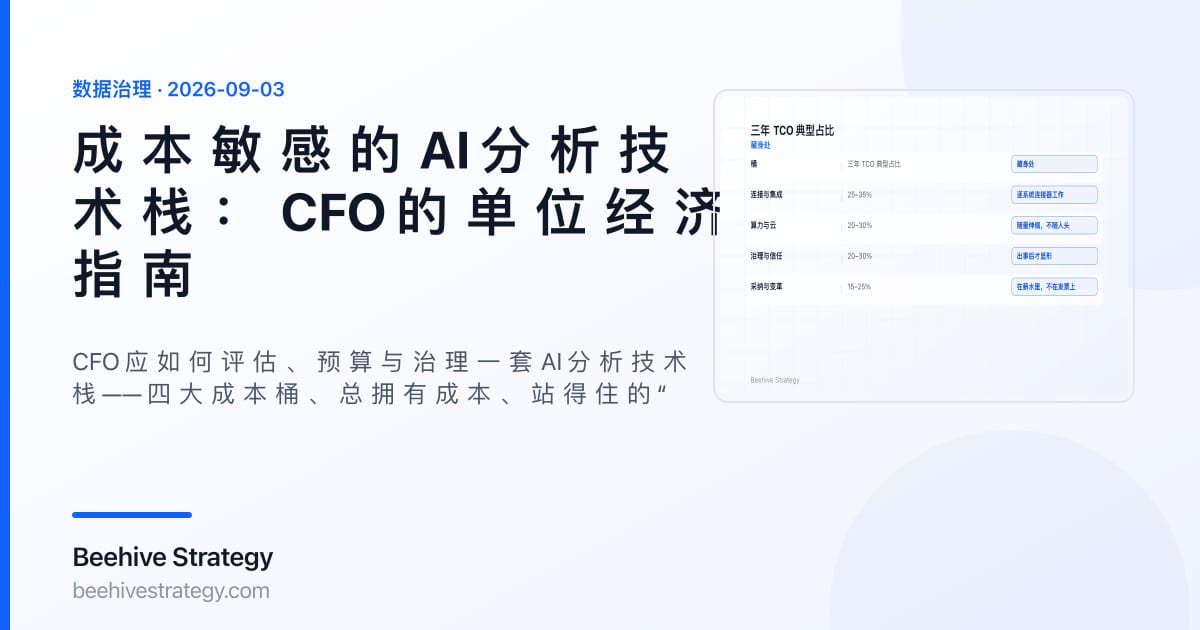 数据治理 · 2026-09-03
成本敏感的AI分析技
术栈：CFO的单位经济
指南
CFO应如何评估、预算与治理一套AI分析技术
栈——四大成本桶、总拥有成本、站得住的“
Beehive Strategy
beehivestrategy.com
三年 TCO 典型占比
藏身处
桶 三年 TCO 典型占比 藏身处
连接与集成 25–35% 逐系统连接器工作
算力与云 20–30% 随量伸缩，不随人头
治理与信任 20–30% 出事后才显形
采纳与变革 15–25% 在薪水里，不在发票上
Beehive Strategy